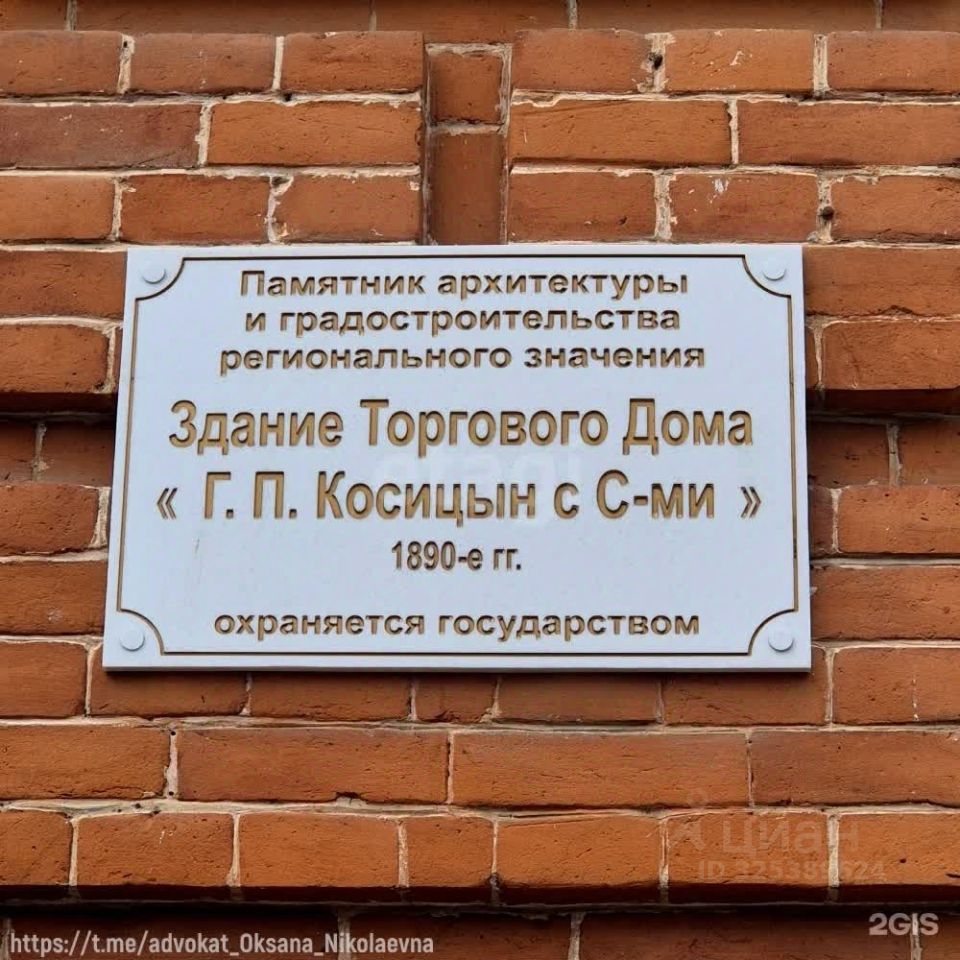 Памятник архитектуры
и градостроительства
регионального значения
Здание Торгового Дома
« Г. П. Косицын с С-ми »
1890-е гг.
охраняется государством
циан
https://t.me/advokat_Oksana_Nikolaevna
2GIS